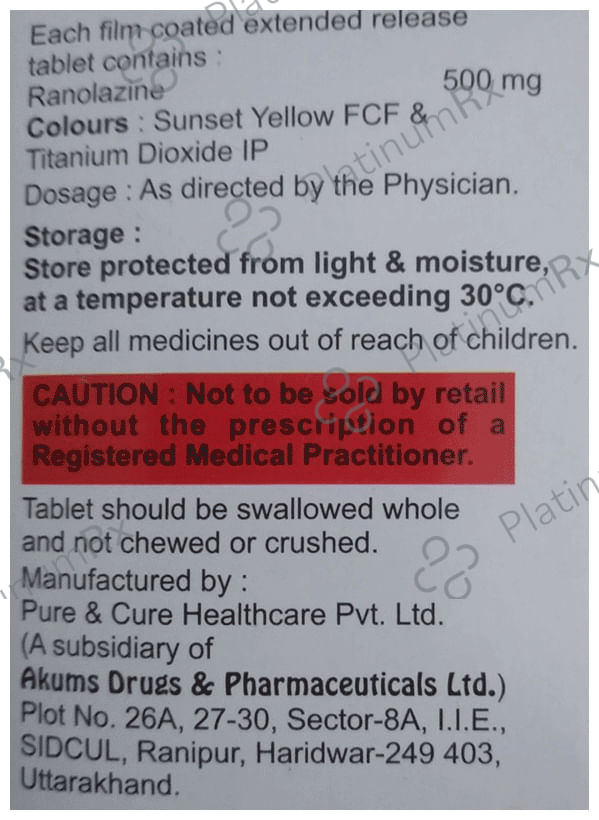 Each film coated extended release
tablet contains :
Ranolazine 500 mg
Colours : Sunset Yellow FCF &
Titanium Dioxide IP
Dosage : As directed by the Physician.
Storage :
Store protected from light & moisture,
at a temperature not exceeding 30°C.
Keep all medicines out of reach of children.
CAUTION : Not to be sold by retail
without the prescription of a
Registered Medical Practitioner.
Tablet should be swallowed whole
and not chewed or crushed.
Manufactured by :
Pure & Cure Healthcare Pvt. Ltd.
(A subsidiary of
Akums Drugs & Pharmaceuticals Ltd.)
Plot No. 26A, 27-30, Sector-8A, I.I.E.,
SIDCUL, Ranipur, Haridwar-249 403,
Uttarakhand.
PlatinumRx
PlatinumRx
PlatinumRx